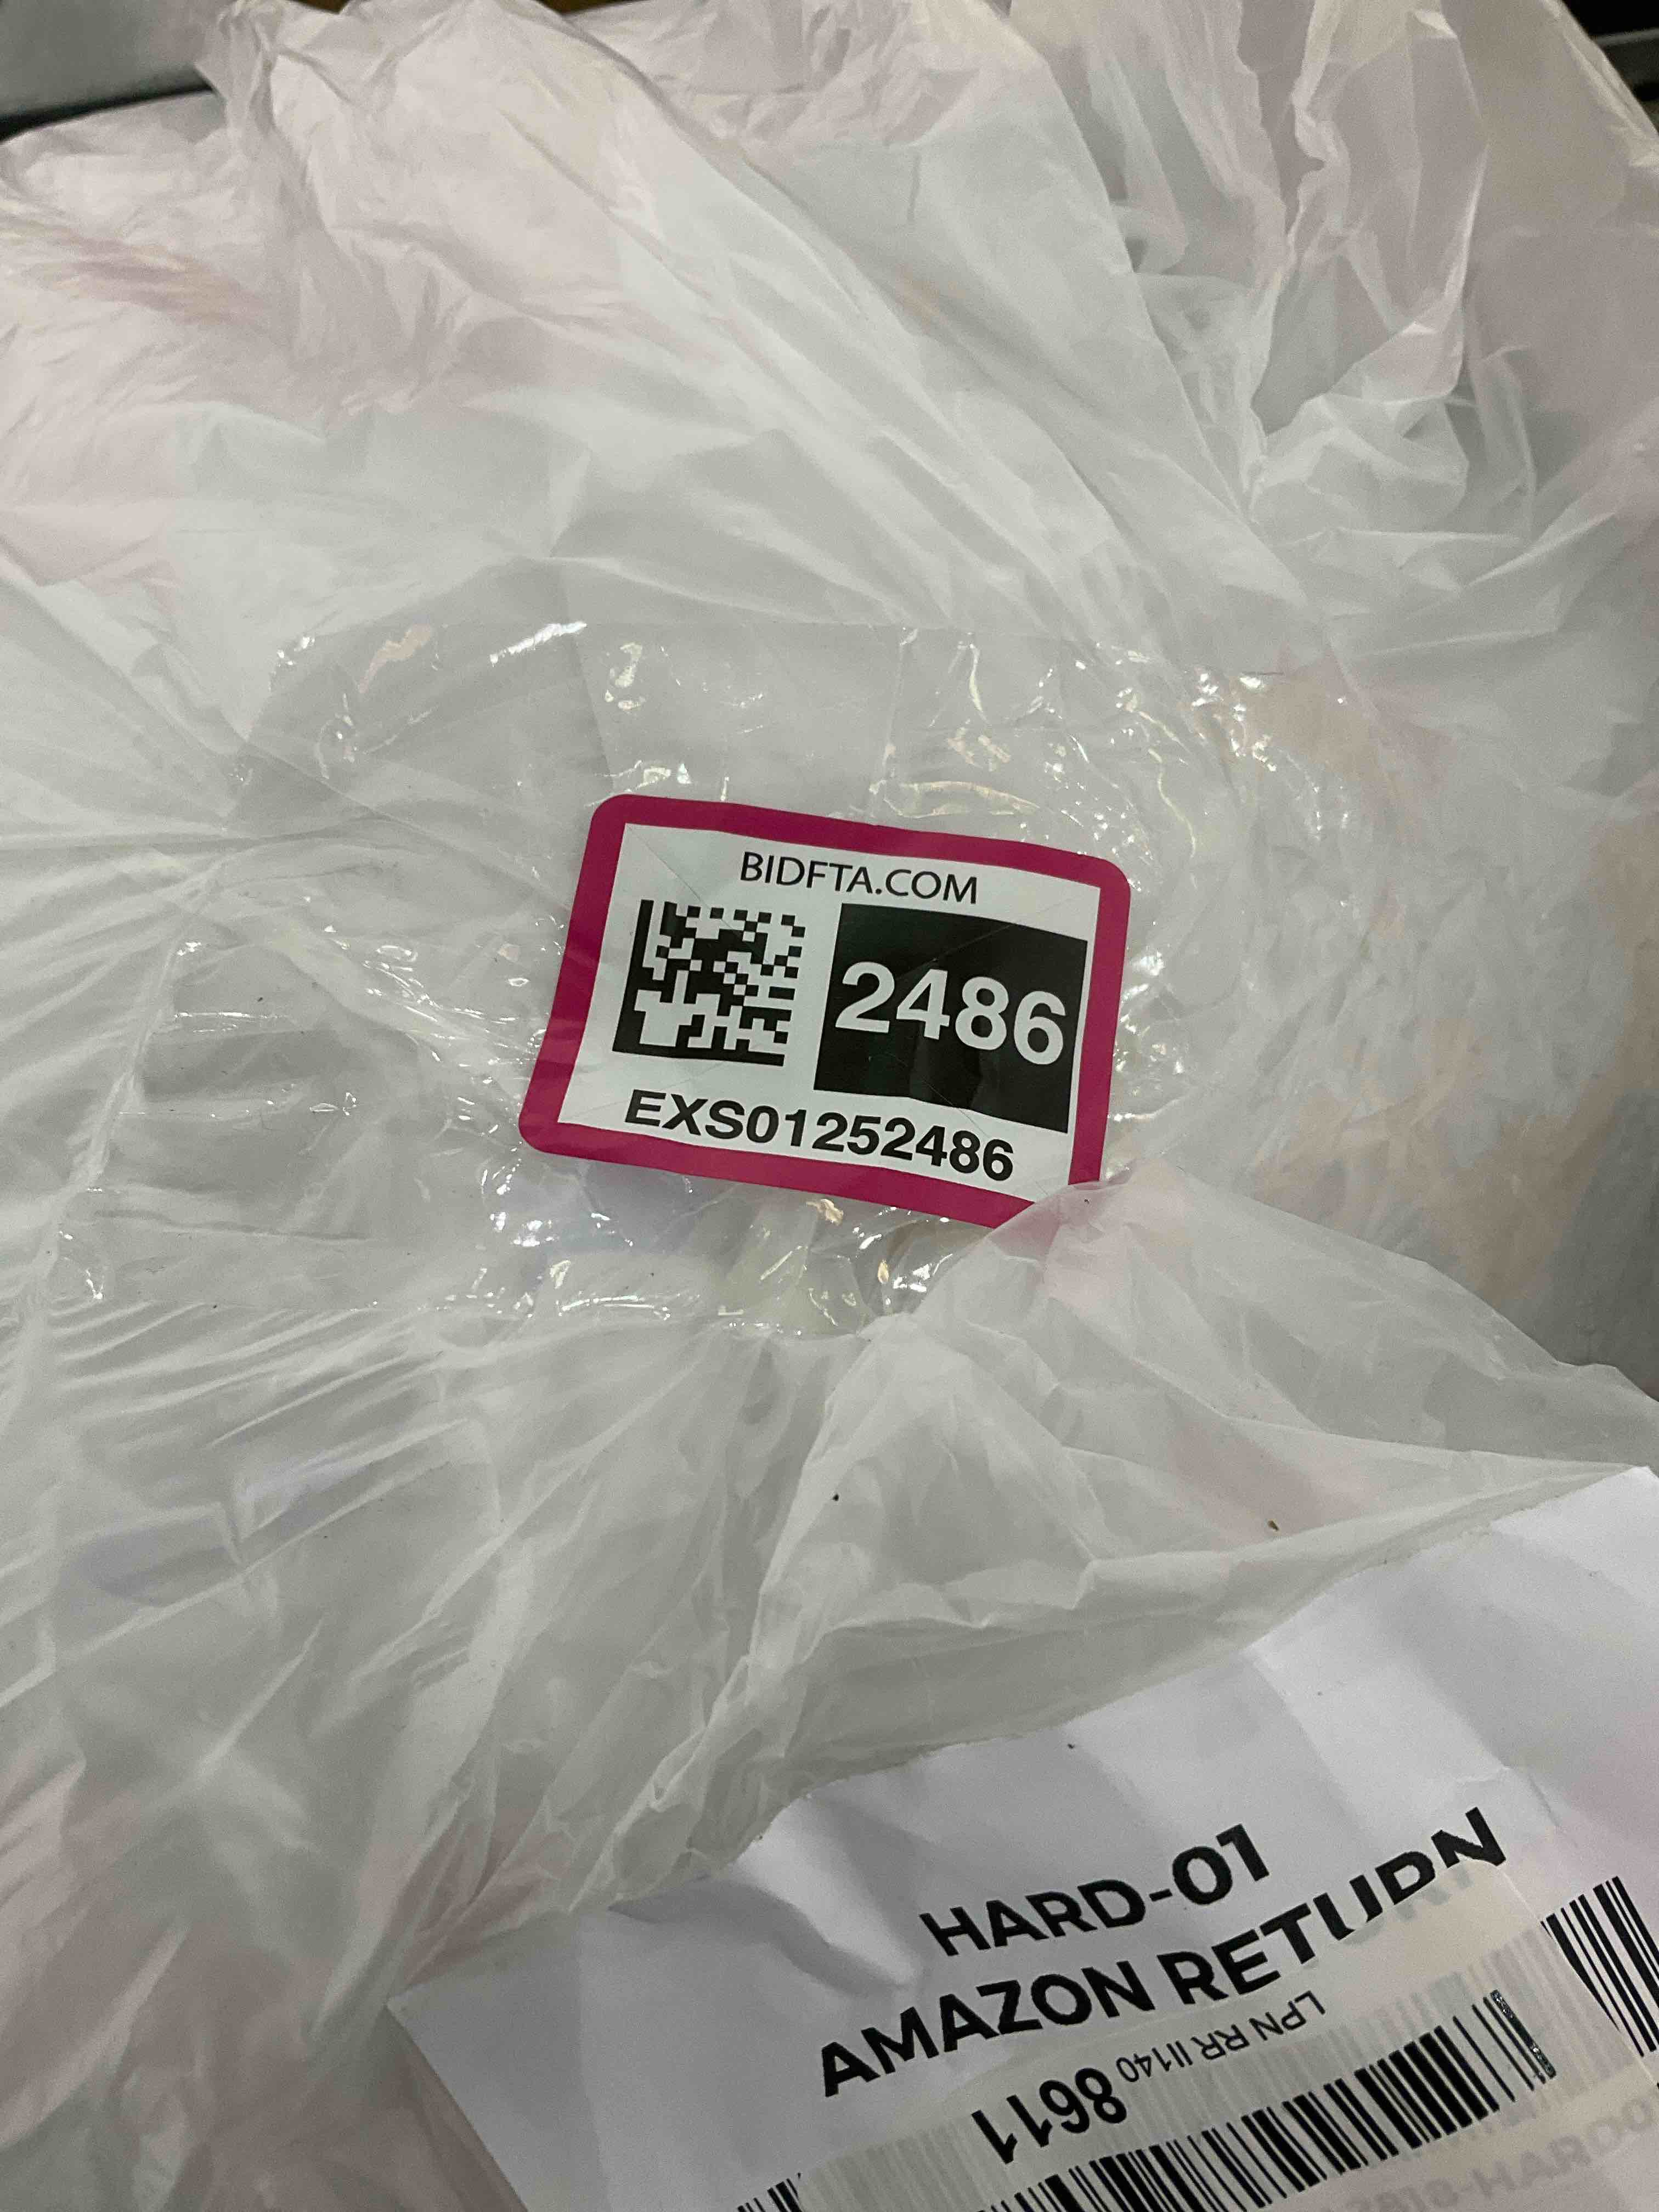 BIDFTA.COM
2486
EXS01252486
HARD-01
AMAZON RETURN
LPN RR II140
8611